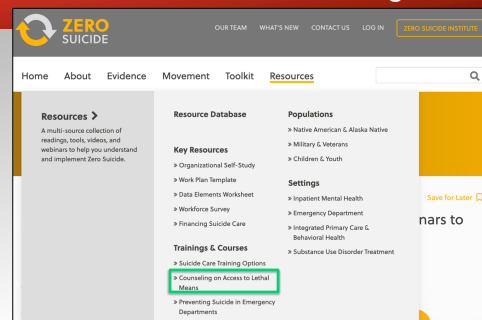 ZERO
SUICIDE
OUR TEAM WHAT'S NEW CONTACT US LOG IN ZERO SUICIDE INSTITUTE
Home About Evidence Movement Toolkit Resources
Resources >
A multi-source collection of
readings, tools, videos, and
webinars to help you understand
and implement Zero Suicide.
Resource Database
Key Resources
» Organizational Self-Study
» Work Plan Template
» Data Elements Worksheet
» Workforce Survey
» Financing Suicide Care
Trainings & Courses
» Suicide Care Training Options
» Counseling on Access to Lethal
Means
» Preventing Suicide in Emergency
Departments
Populations
» Native American & Alaska Native
» Military & Veterans
» Children & Youth
Settings
» Inpatient Mental Health
» Emergency Department
» Integrated Primary Care &
Behavioral Health
» Substance Use Disorder Treatment
Save for Later
nars to